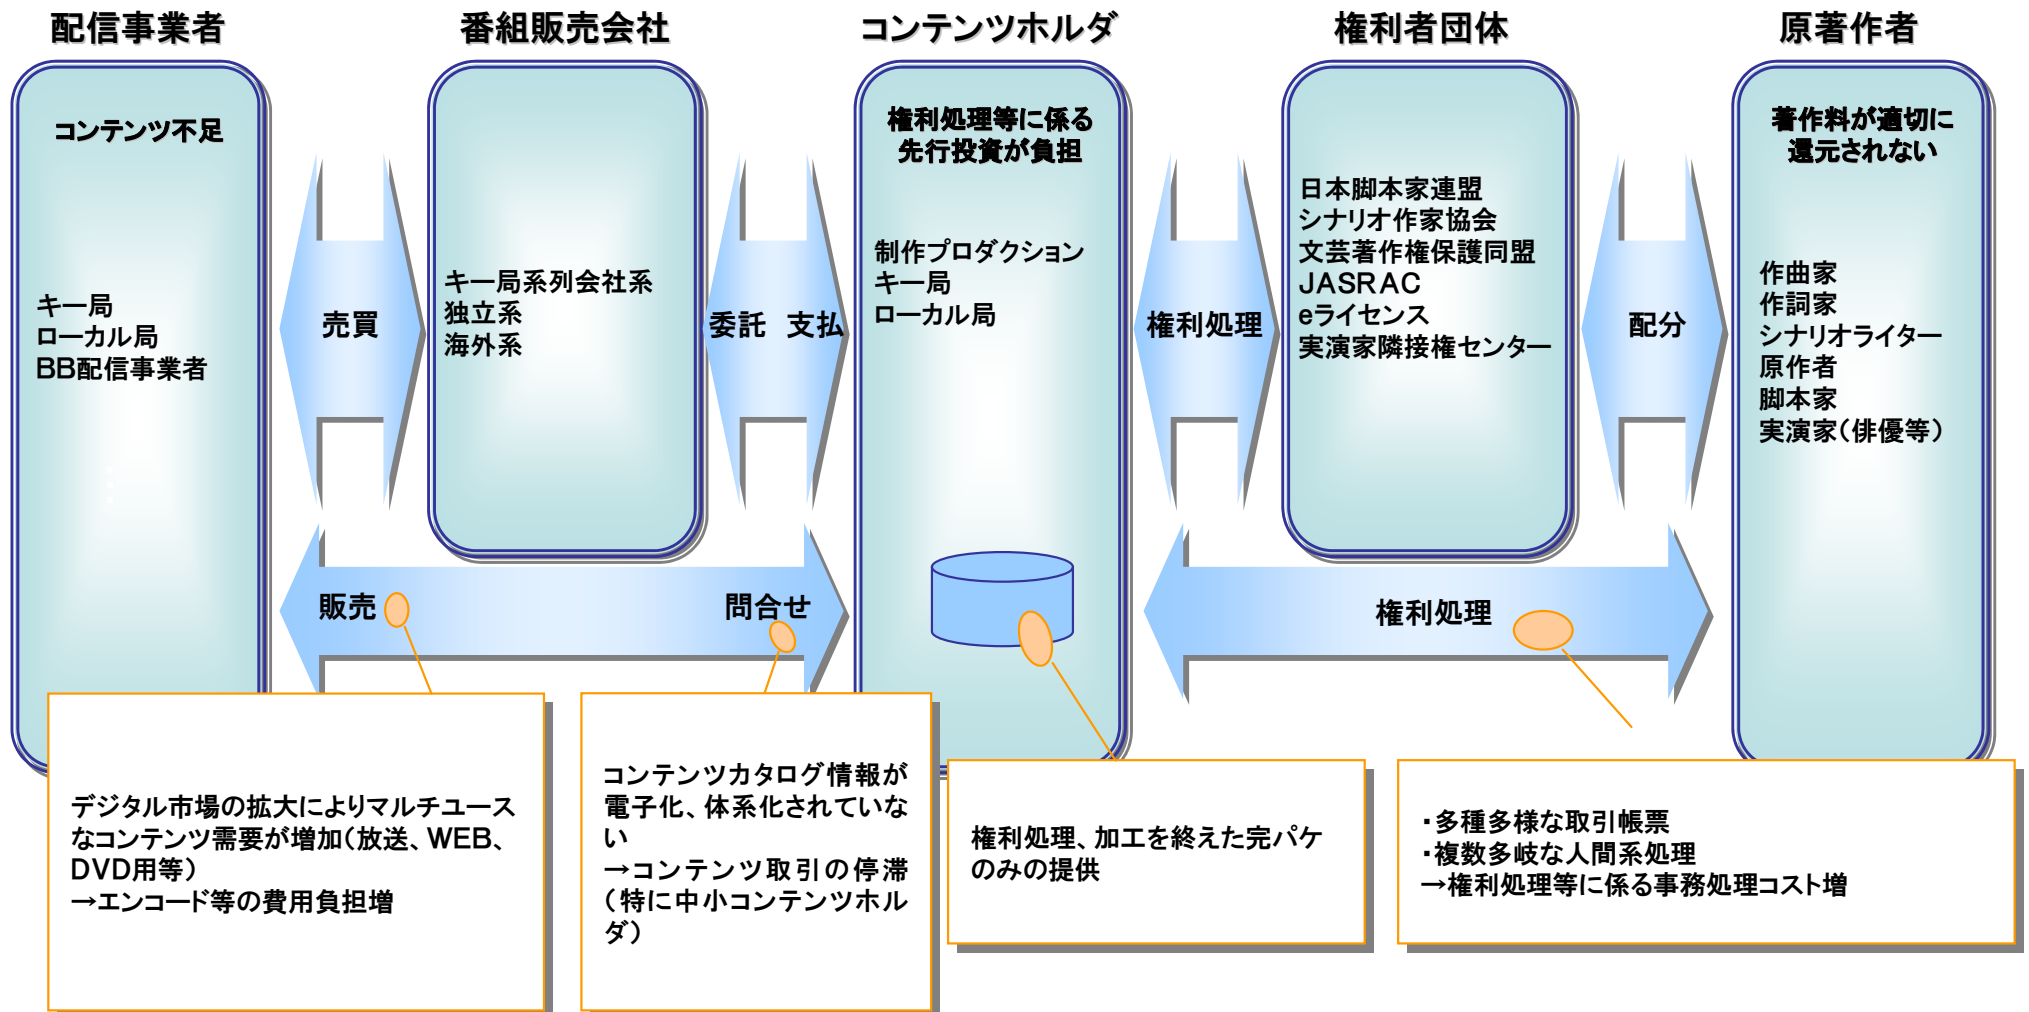 配信事業者
番組販売会社
コンテンツホルダ
権利者団体
原著作者
コンテンツ不足
キー局
ローカル局
BB配信事業者
売買
キー局系列会社系
独立系
海外系
委託 支払
権利処理等に係る
先行投資が負担
制作プロダクション
キー局
ローカル局
権利処理
日本脚本家連盟
シナリオ作家協会
文芸著作権保護同盟
JASRAC
eライセンス
実演家隣接権センター
配分
著作料が適切に
還元されない
作曲家
作詞家
シナリオライター
原作者
脚本家
実演家（俳優等）
販売
問合せ
権利処理
デジタル市場の拡大によりマルチユース
なコンテンツ需要が増加（放送、WEB、
DVD用等）
→エンコード等の費用負担増
コンテンツカタログ情報が
電子化、体系化されていな
い
→コンテンツ取引の停滞
（特に中小コンテンツホル
ダ）
権利処理、加工を終えた完パケ
のみの提供
・多種多様な取引帳票
・複数多岐な人間系処理
→権利処理等に係る事務処理コスト増